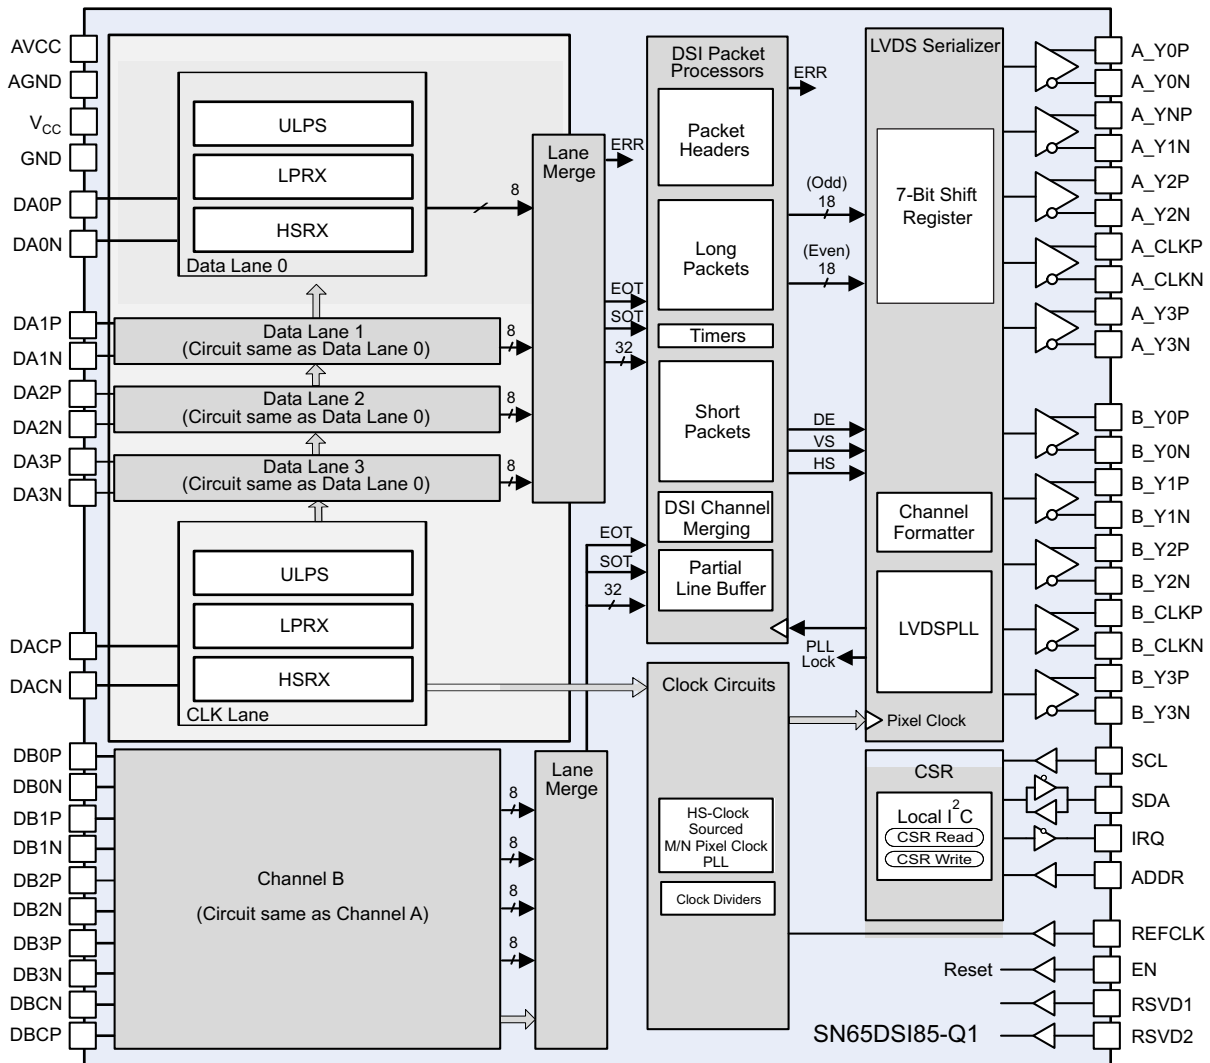 AVCC
AGND
VCC
GND
DA0P
DA0N
DA1P
DA1N
DA2P
DA2N
DA3P
DA3N
DACP
DACN
DB0P
DB0N
DB1P
DB1N
DB2P
DB2N
DB3P
DB3N
DBCN
DBCP
ULPS
LPRX
HSRX
Data Lane 0
8
Data Lane 1
(Circuit same as Data Lane 0)
8
Data Lane 2
(Circuit same as Data Lane 0)
8
Data Lane 3
(Circuit same as Data Lane 0)
8
ULPS
LPRX
HSRX
CLK Lane
Channel B
(Circuit same as Channel A)
8
8
8
8
Lane
Merge
ERR
EOT
SOT
32
Lane
Merge
EOT
SOT
32
DSI Packet
Processors
Packet
Headers
Long
Packets
Timers
Short
Packets
DSI Channel
Merging
Partial
Line Buffer
ERR
(Odd)
18
(Even)
18
DE
VS
HS
PLL
Lock
Clock Circuits
HS-Clock
Sourced
M/N Pixel Clock
PLL
Clock Dividers
LVDS Serializer
7-Bit Shift
Register
Channel
Formatter
LVDSPLL
Pixel Clock
CSR
Local I2C
CSR Read
CSR Write
Reset
SN65DSI85-Q1
A_Y0P
A_Y0N
A_YNP
A_Y1N
A_Y2P
A_Y2N
A_CLKP
A_CLKN
A_Y3P
A_Y3N
B_Y0P
B_Y0N
B_Y1P
B_Y1N
B_Y2P
B_Y2N
B_CLKP
B_CLKN
B_Y3P
B_Y3N
SCL
SDA
IRQ
ADDR
REFCLK
EN
RSVD1
RSVD2